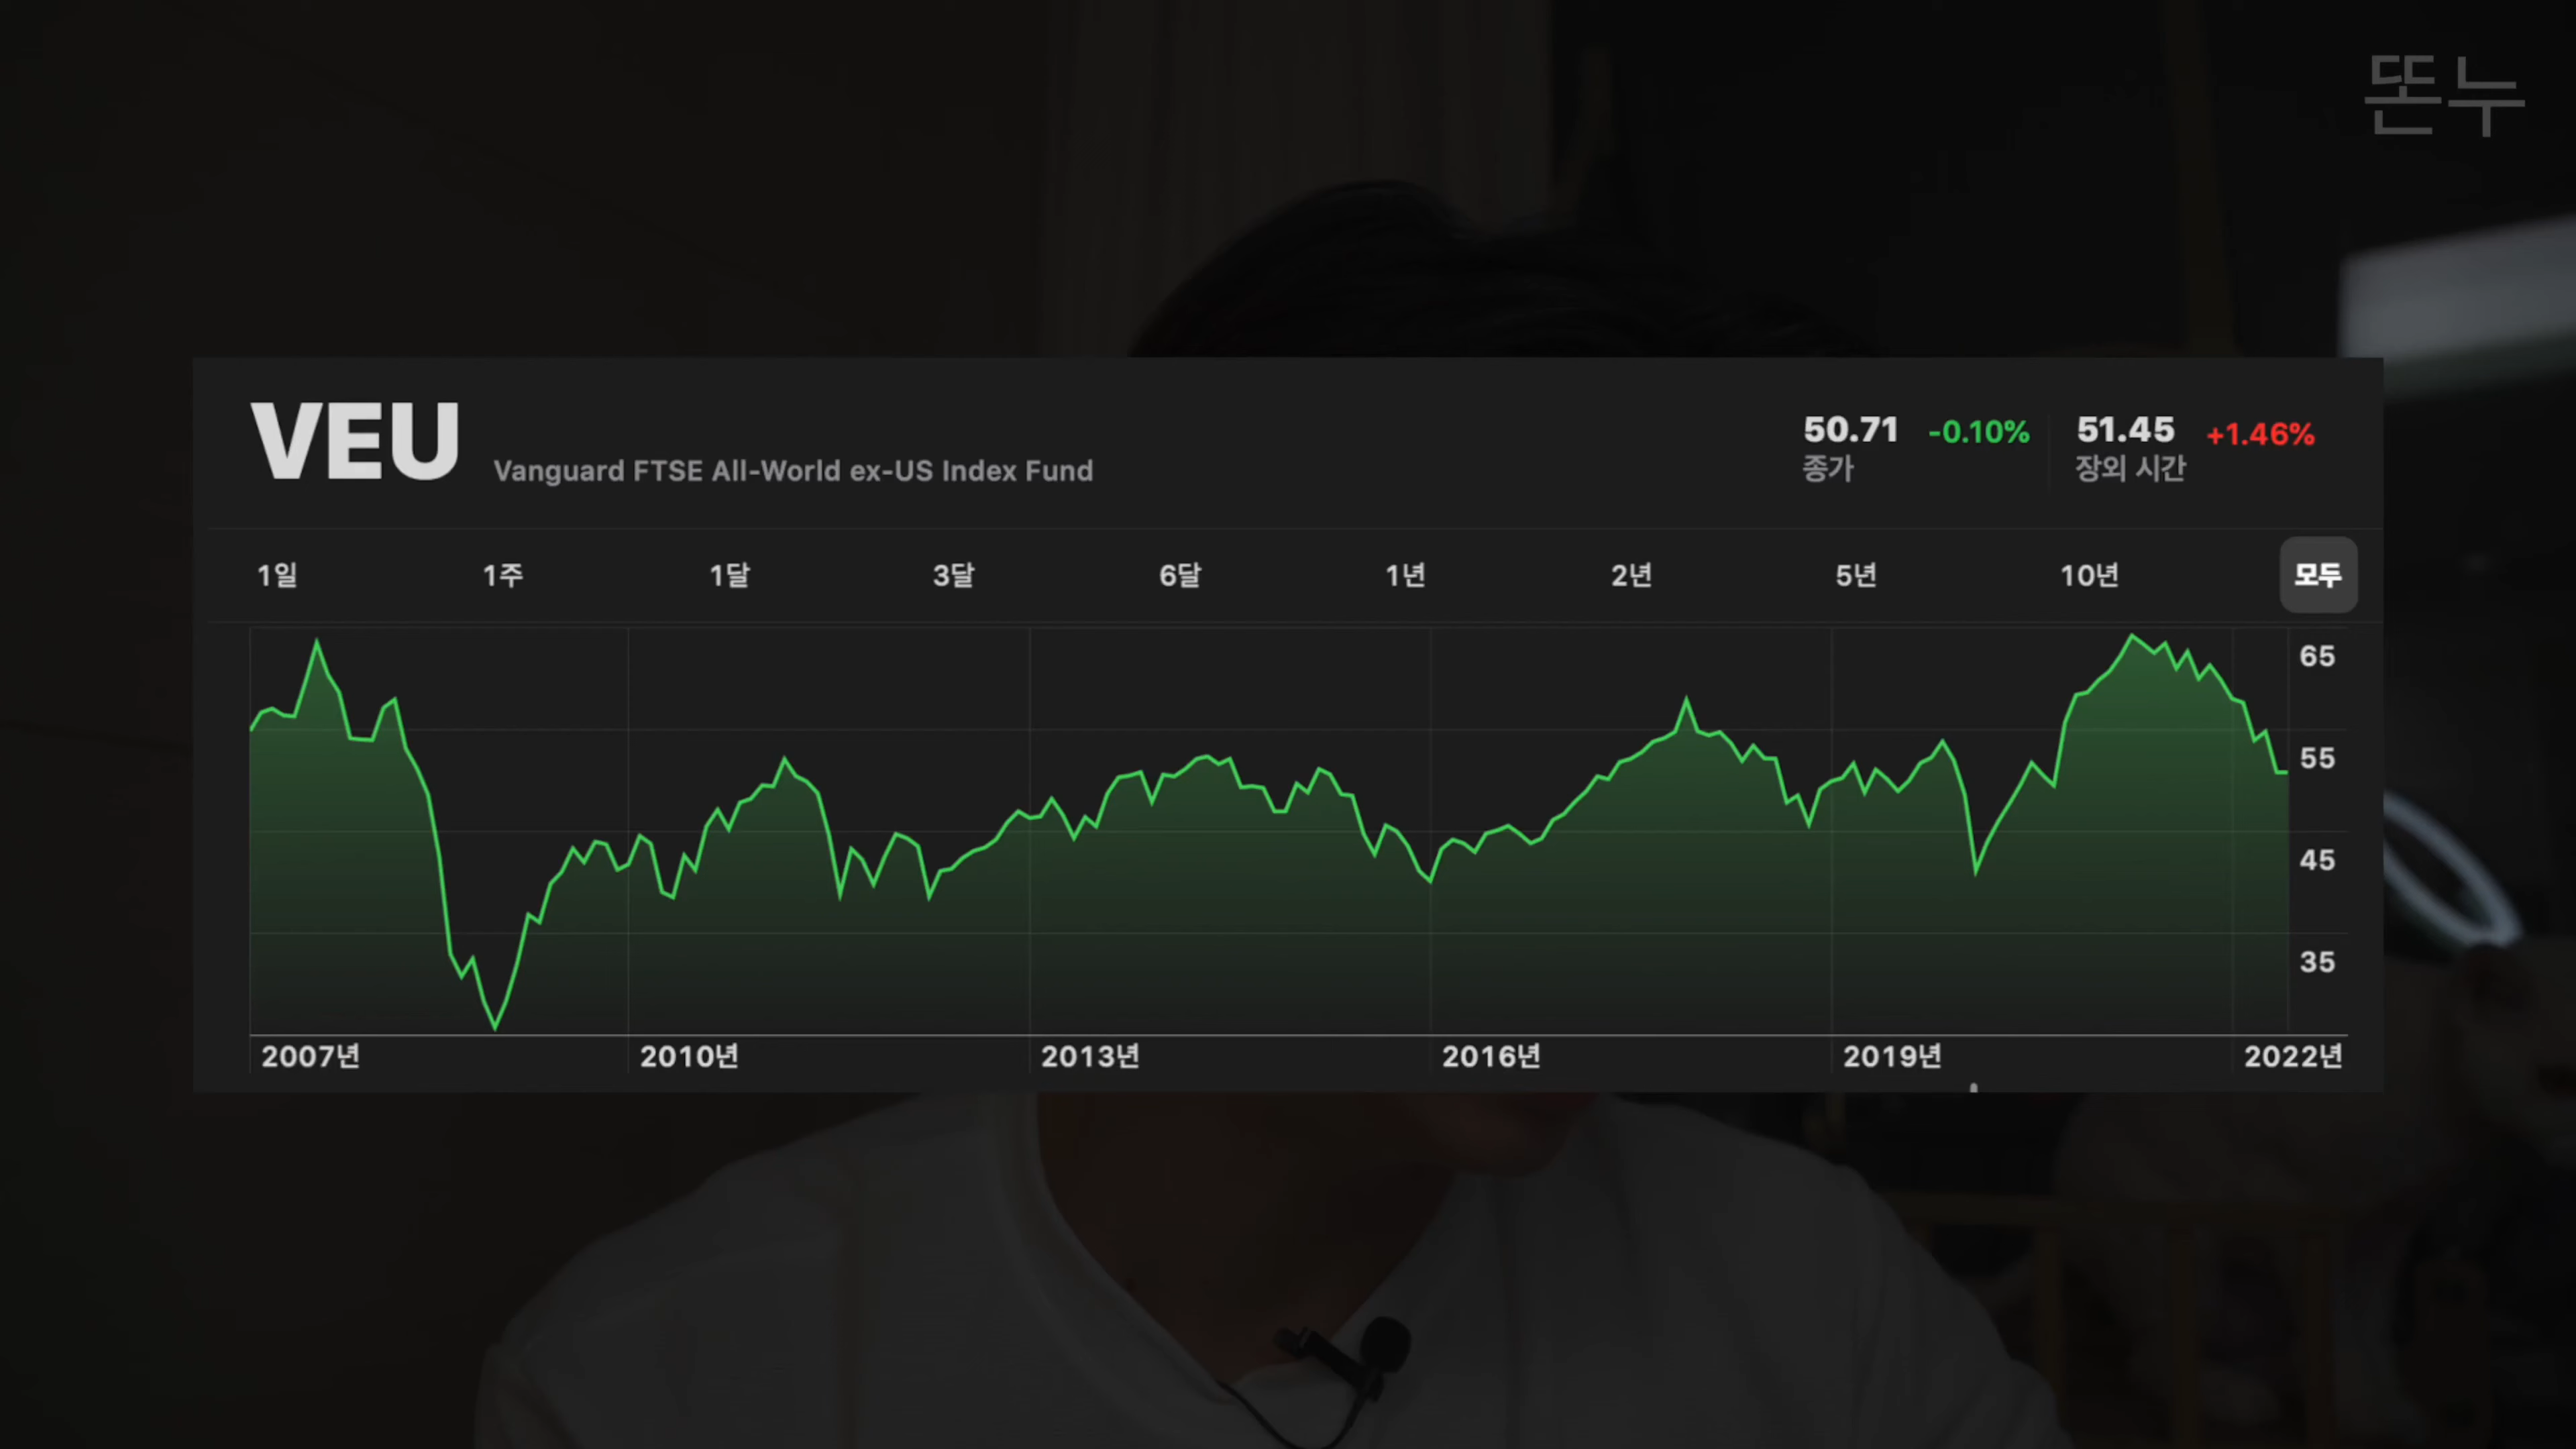 똔누
VEU Vanguard FTSE All-World ex-US Index Fund
50.71 -0.10% 51.45 +1.46%
종가 장외 시간
1일 1주 1달 3달 6달 1년 2년 5년 10년 모두
65
55
45
35
2007년 2010년 2013년 2016년 2019년 2022년